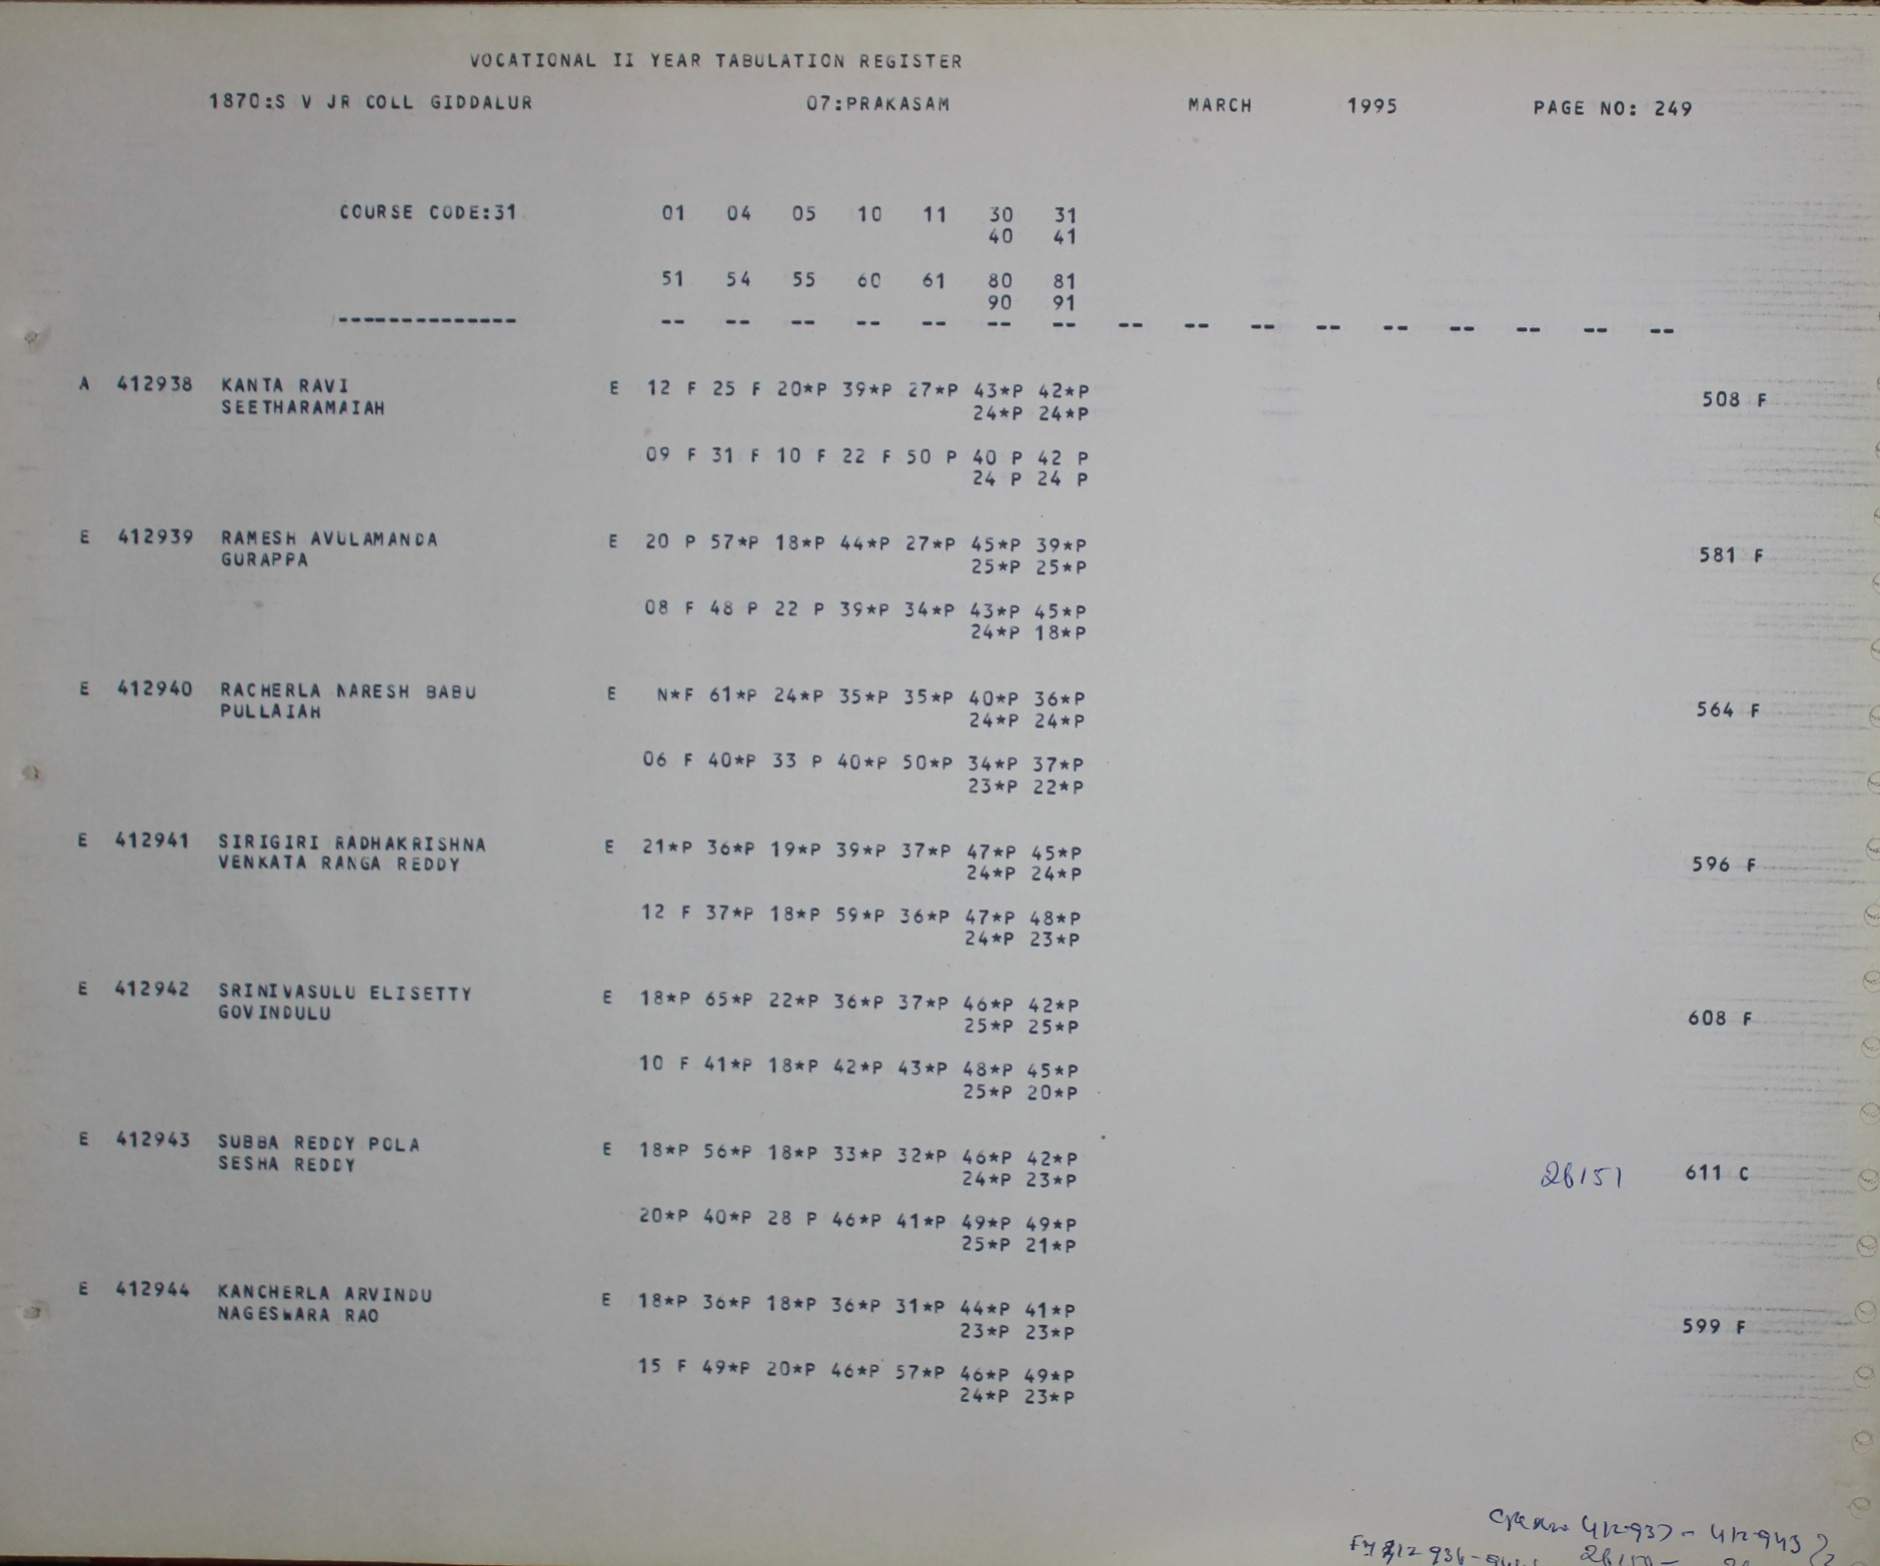 VOCATIONAL II YEAR TABULATION REGISTER
1870:S V JR COLL GIDDALUR 07:PRAKASAM MARCH 1995 PAGE NO: 249
COURSE CODE:31 01 04 05 10 11 30 31
40 41
51 54 55 60 61 80 81
90 91
-------------- -- -- -- -- -- -- -- -- -- -- -- -- -- -- -- --
A 412938 KANTA RAVI E 12 F 25 F 20*P 39*P 27*P 43*P 42*P
SEETHARAMAIAH 24*P 24*P 508 F
09 F 31 F 10 F 22 F 50 P 40 P 42 P
24 P 24 P
E 412939 RAMESH AVULAMANDA E 20 P 57*P 18*P 44*P 27*P 45*P 39*P
GURAPPA 25*P 25*P 581 F
08 F 48 P 22 P 39*P 34*P 43*P 45*P
24*P 18*P
E 412940 RACHERLA NARESH BABU E N*F 61*P 24*P 35*P 35*P 40*P 36*P
PULLAIAH 24*P 24*P 564 F
06 F 40*P 33 P 40*P 50*P 34*P 37*P
23*P 22*P
E 412941 SIRIGIRI RADHAKRISHNA E 21*P 36*P 19*P 39*P 37*P 47*P 45*P
VENKATA RANGA REDDY 24*P 24*P 596 F
12 F 37*P 18*P 59*P 36*P 47*P 48*P
24*P 23*P
E 412942 SRINIVASULU ELISETTY E 18*P 65*P 22*P 36*P 37*P 46*P 42*P
GOVINDULU 25*P 25*P 608 F
10 F 41*P 18*P 42*P 43*P 48*P 45*P
25*P 20*P
E 412943 SUBBA REDDY POLA E 18*P 56*P 18*P 33*P 32*P 46*P 42*P
SESHA REDDY 24*P 23*P 28151 611 C
20*P 40*P 28 P 46*P 41*P 49*P 49*P
25*P 21*P
E 412944 KANCHERLA ARVINDU E 18*P 36*P 18*P 36*P 31*P 44*P 41*P
NAGESWARA RAO 23*P 23*P 599 F
15 F 49*P 20*P 46*P 57*P 46*P 49*P
24*P 23*P
412937 - 412943